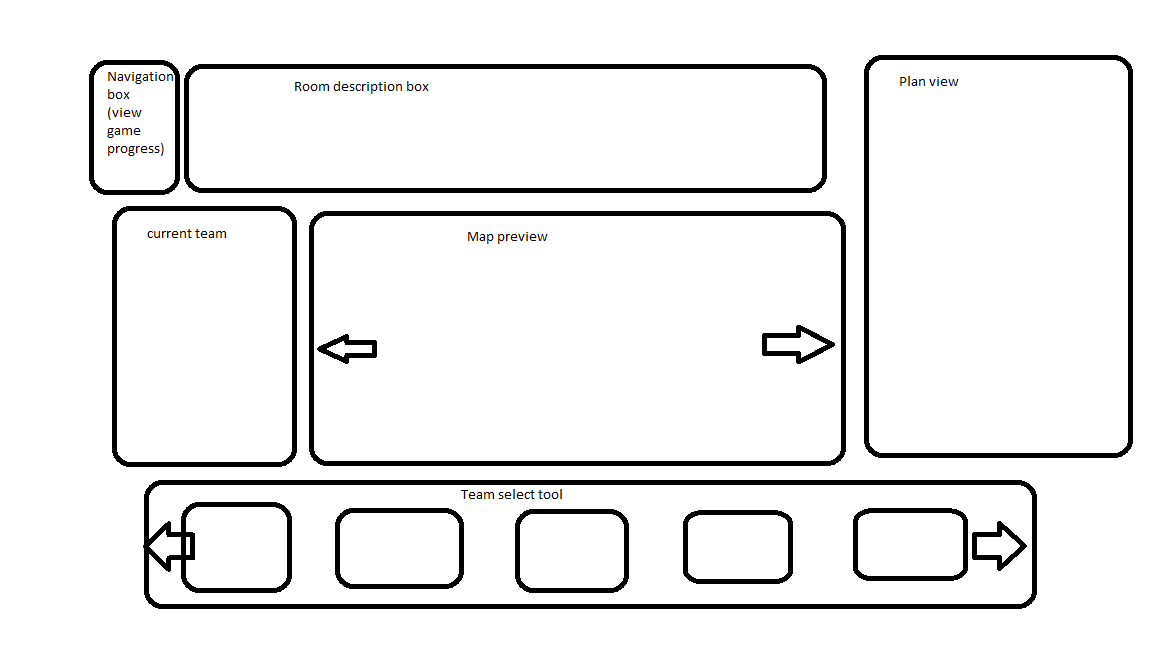 Navigation
box
(view
game
progress)
Room description box
Plan view
current team
Map preview
Team select tool